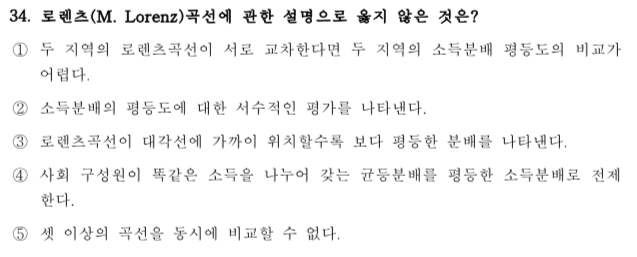 34. 로렌츠(M. Lorenz)곡선에 관한 설명으로 옳지 않은 것은?
① 두 지역의 로렌츠곡선이 서로 교차한다면 두 지역의 소득분배 평등도의 비교가
어렵다.
② 소득분배의 평등도에 대한 서수적인 평가를 나타낸다.
③ 로렌츠곡선이 대각선에 가까이 위치할수록 보다 평등한 분배를 나타낸다.
④ 사회 구성원이 똑같은 소득을 나누어 갖는 균등분배를 평등한 소득분배로 전제
한다.
⑤ 셋 이상의 곡선을 동시에 비교할 수 없다.